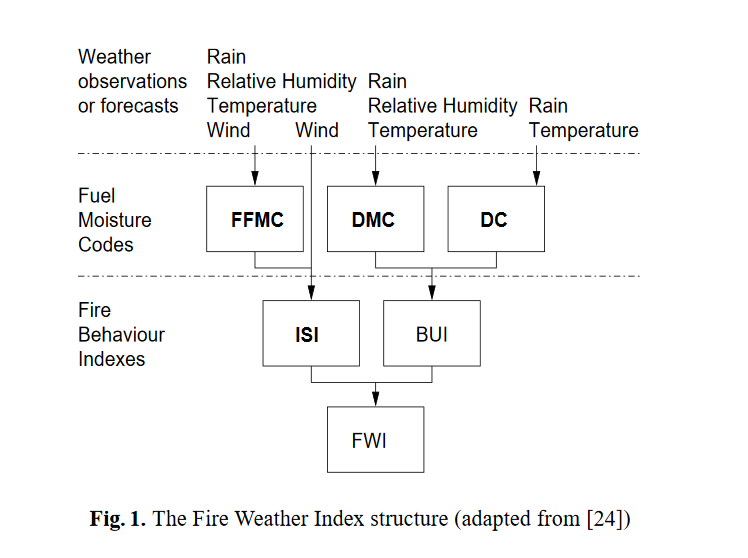 Weather
observations
or forecasts
Rain
Relative Humidity
Temperature
Wind
Wind
Rain
Relative Humidity
Temperature
Rain
Temperature
Fuel
Moisture
Codes
FFMC
DMC
DC
Fire
Behaviour
Indexes
ISI
BUI
FWI
Fig. 1. The Fire Weather Index structure (adapted from [24])